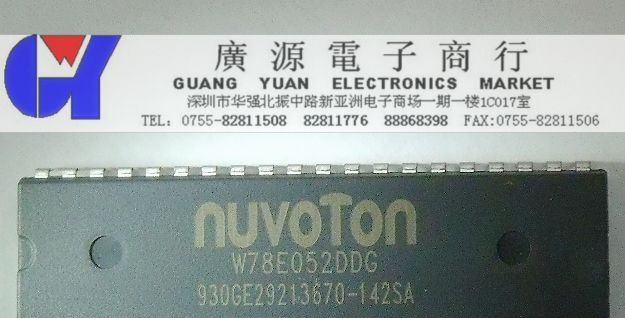 廣源電子商行
GUANG YUAN ELECTRONICS MARKET
深圳市华强北振中路新亚洲电子商场一期一楼1C017室
TEL: 0755-82811508 82811776 88868398 FAX:0755-82811506
nuvoTon
W78E052DDG
930GE29213670-142SA